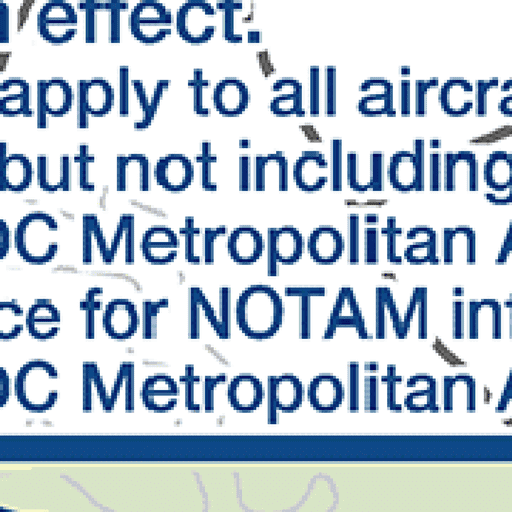 effect.
apply to all aircra
but not including
DC Metropolitan A
ce for NOTAM inf
DC Metropolitan A